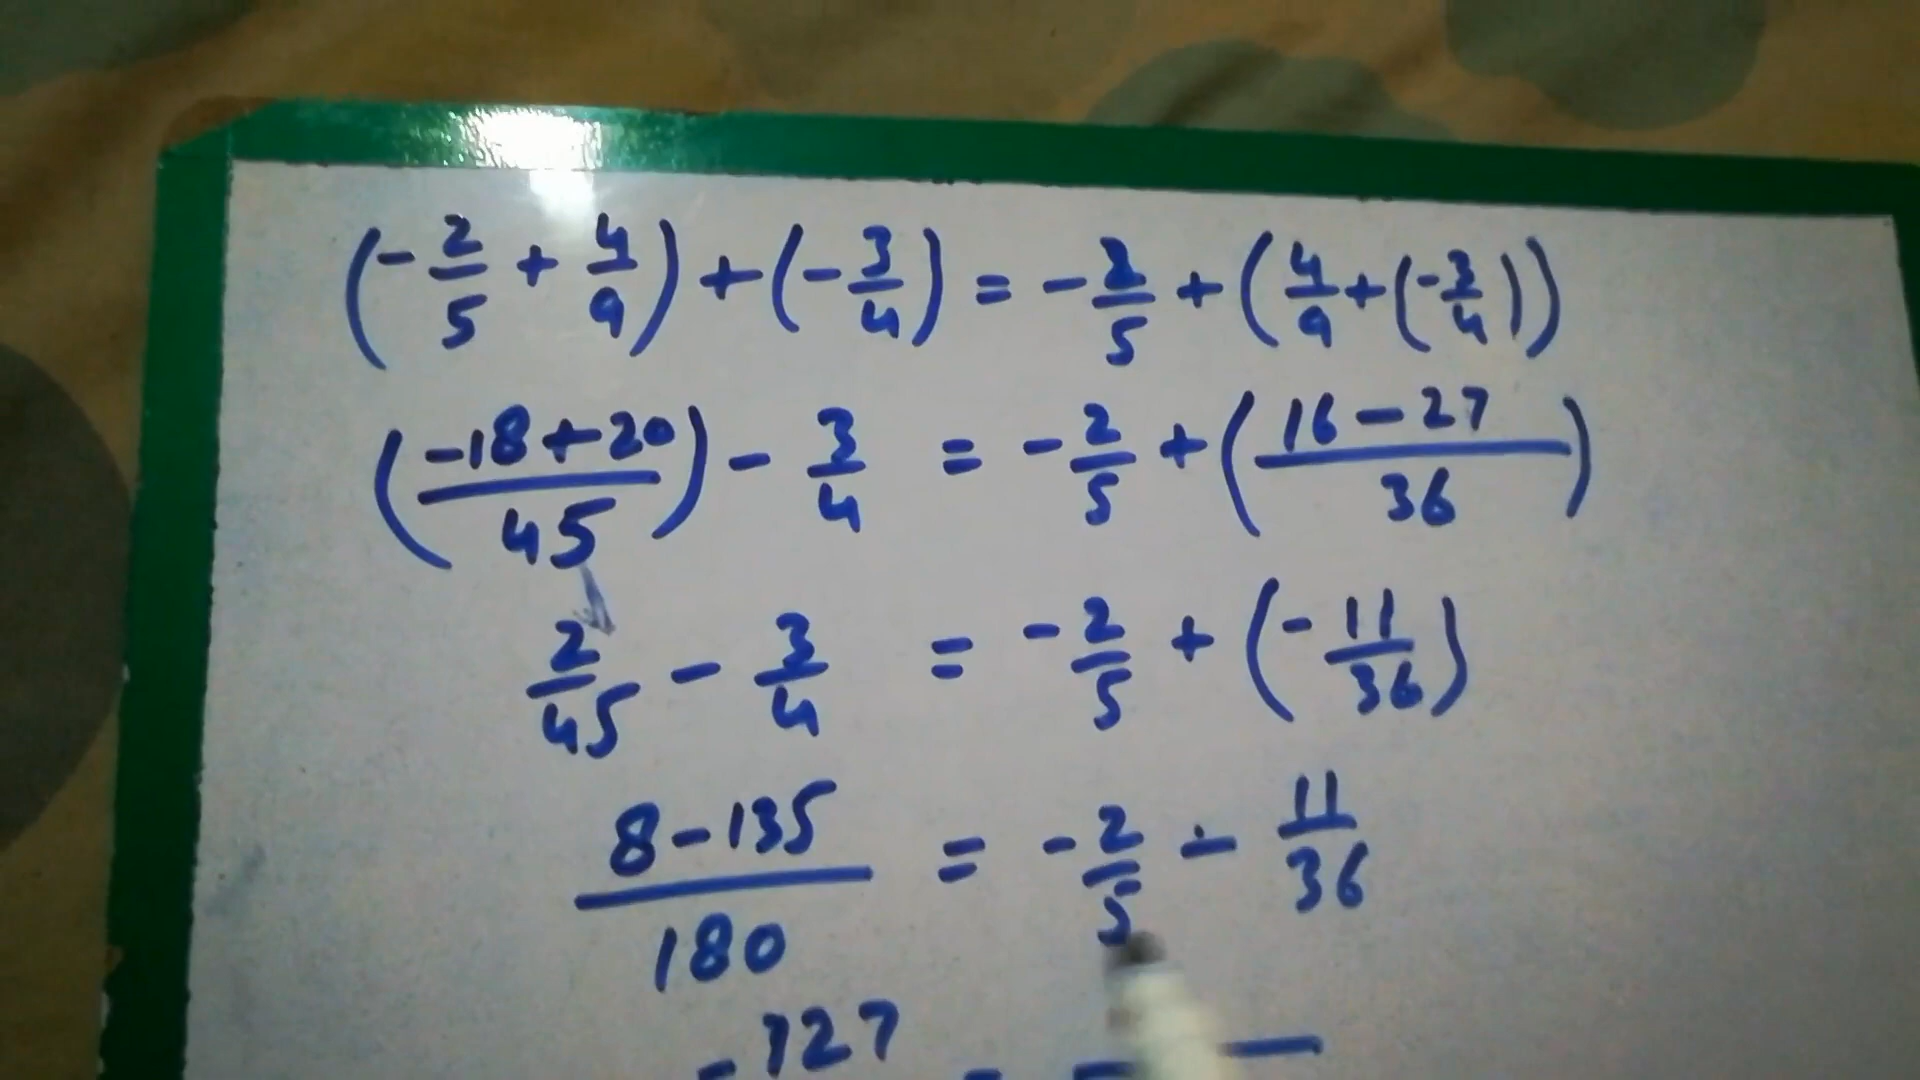 (-2/5 + 4/9) + (-3/4) = -2/5 + (4/9 + (-3/4))
(-18+20/45) - 3/4 = -2/5 + (16-27/36)
2/45 - 3/4 = -2/5 + (-11/36)
8-135/180 = -2/5 - 11/36
-127 =